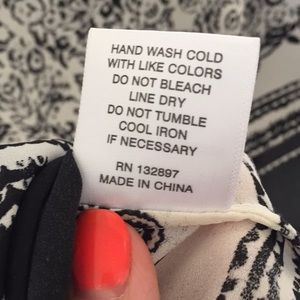 HAND WASH COLD
WITH LIKE COLORS
DO NOT BLEACH
LINE DRY
DO NOT TUMBLE
COOL IRON
IF NECESSARY
RN 132897
MADE IN CHINA